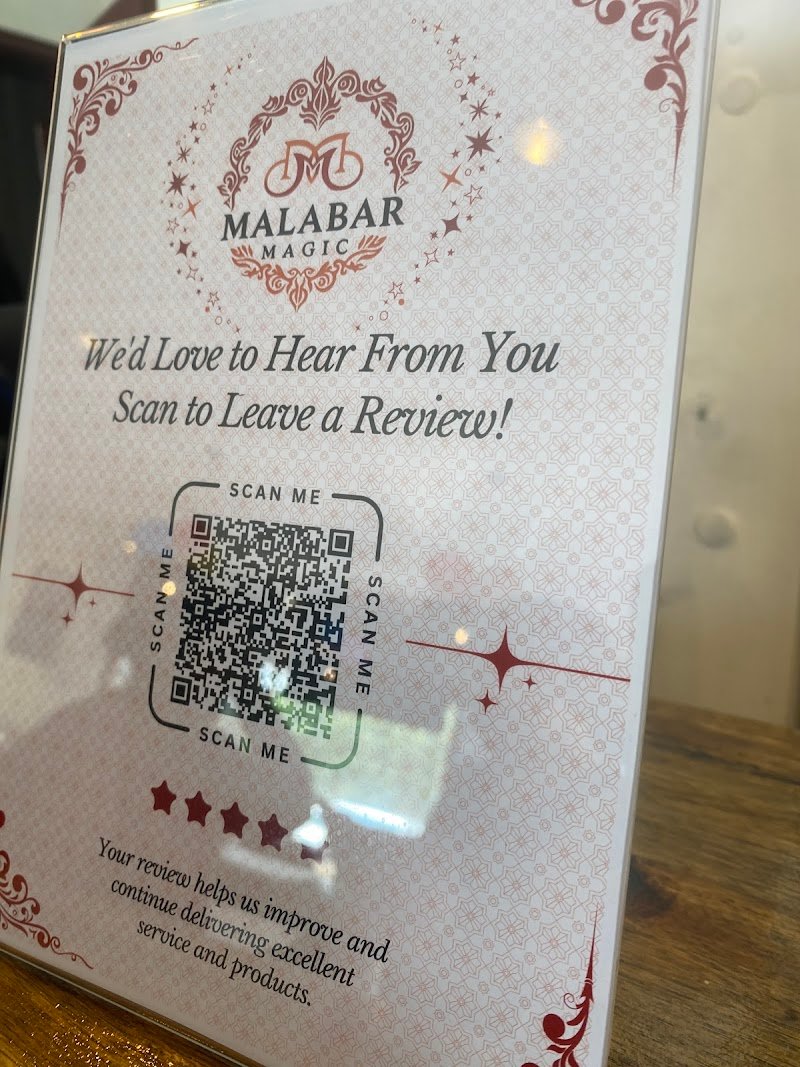 MALABAR
MAGIC
We'd Love to Hear From You
Scan to Leave a Review!
SCAN ME
SCAN ME
SCAN ME
SCAN ME
Your review helps us improve and
continue delivering excellent
service and products.